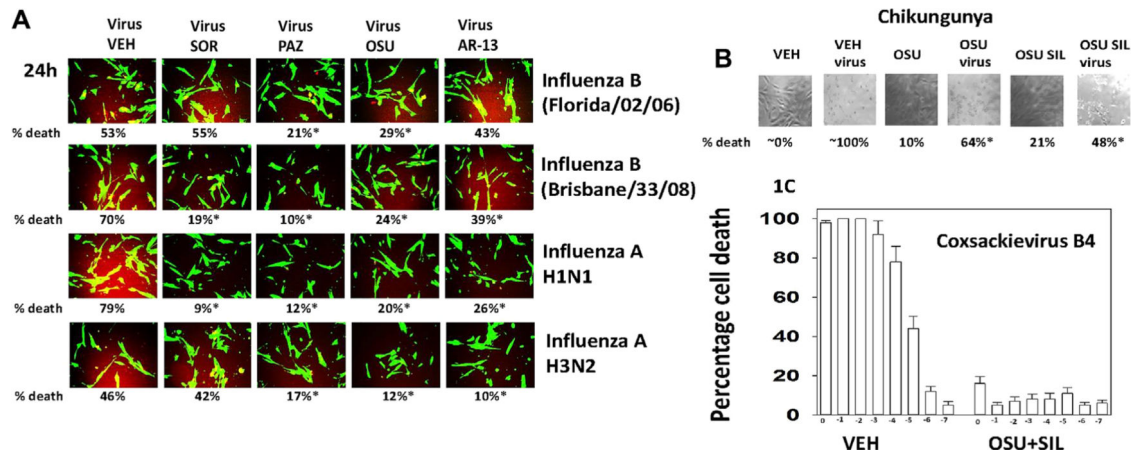 A
Virus VEH
Virus SOR
Virus PAZ
Virus OSU
Virus AR-13
24h
Influenza B
(Florida/02/06)
% death 53% 55% 21%* 29%* 43%
Influenza B
(Brisbane/33/08)
% death 70% 19%* 10%* 24%* 39%*
Influenza A
H1N1
% death 79% 9%* 12%* 20%* 26%*
Influenza A
H3N2
% death 46% 42% 17%* 12%* 10%*
Chikungunya
B
VEH
VEH virus
OSU
OSU virus
OSU SIL
OSU SIL virus
% death ~0% ~100% 10% 64%* 21% 48%*
1C
Coxsackievirus B4
Percentage cell death
100
80
60
40
20
0
0 -1 -2 -3 -4 -5 -6 -7 0 -1 -2 -3 -4 -5 -6 -7
VEH OSU+SIL